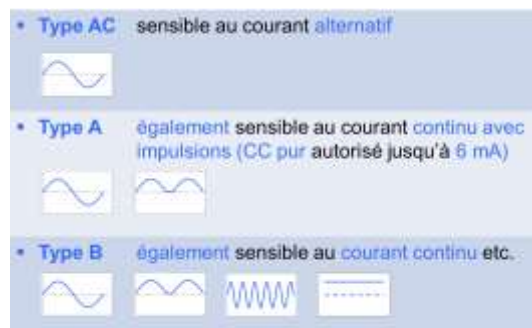 • Type AC sensible au courant alternatif
• Type A également sensible au courant continu avec
impulsions (CC pur autorisé jusqu'à 6 mA)
• Type B également sensible au courant continu etc.